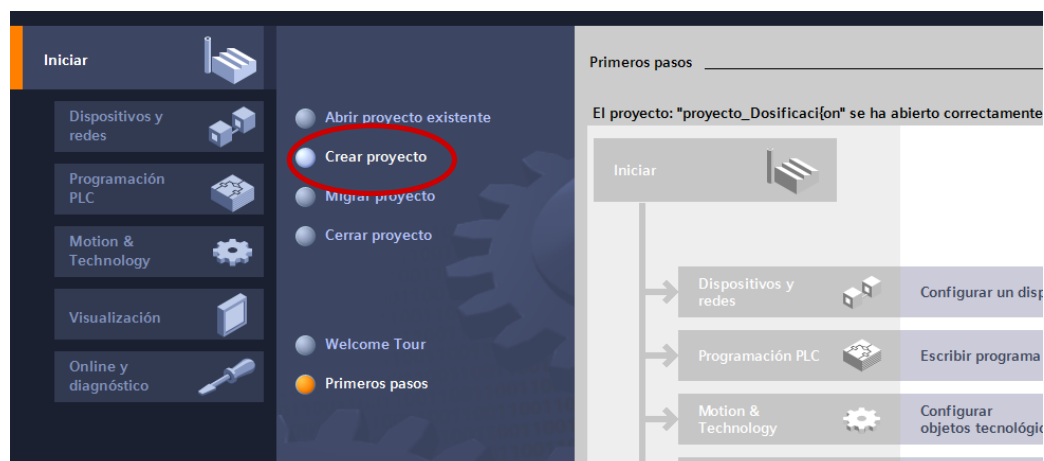 Iniciar
Dispositivos y
redes
Programación
PLC
Motion &
Technology
Visualización
Online y
diagnóstico
Abrir proyecto existente
Crear proyecto
Migrar proyecto
Cerrar proyecto
Welcome Tour
Primeros pasos
Primeros pasos
El proyecto: "proyecto_Dosificaci{on" se ha abierto correctamente
Iniciar
Dispositivos y
redes
Configurar un disp
Programación PLC
Escribir programa
Motion &
Technology
Configurar
objetos tecnológic